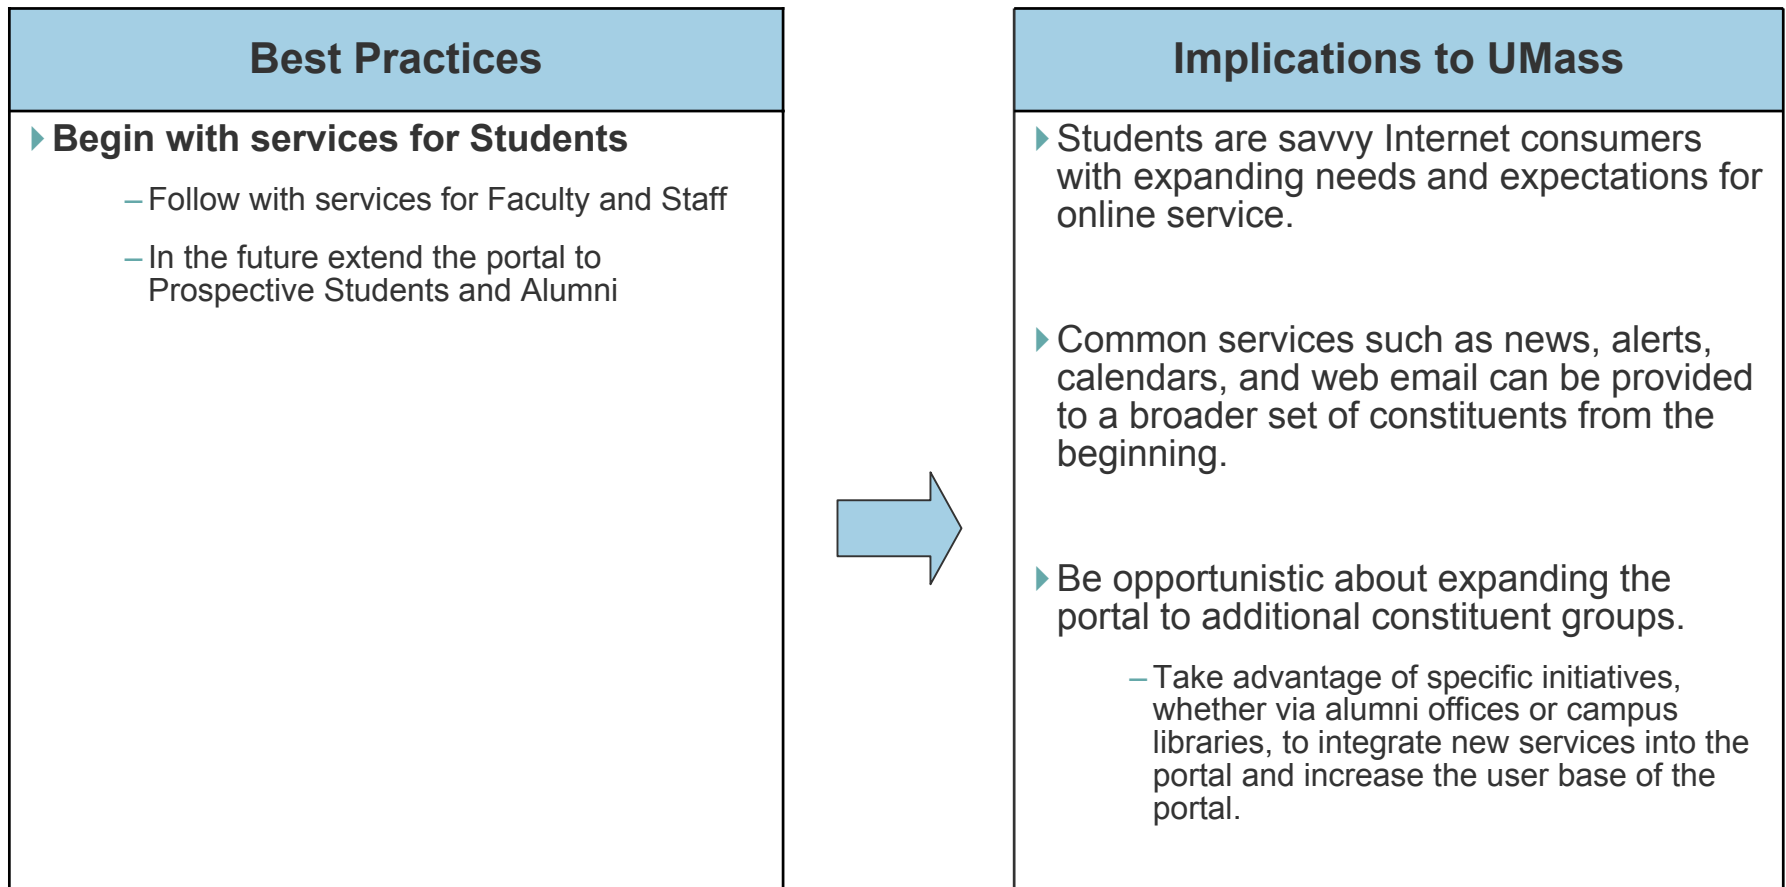 Best Practices
Begin with services for Students
– Follow with services for Faculty and Staff
– In the future extend the portal to
Prospective Students and Alumni
Implications to UMass
Students are savvy Internet consumers
with expanding needs and expectations for
online service.
Common services such as news, alerts,
calendars, and web email can be provided
to a broader set of constituents from the
beginning.
Be opportunistic about expanding the
portal to additional constituent groups.
– Take advantage of specific initiatives,
whether via alumni offices or campus
libraries, to integrate new services into the
portal and increase the user base of the
portal.